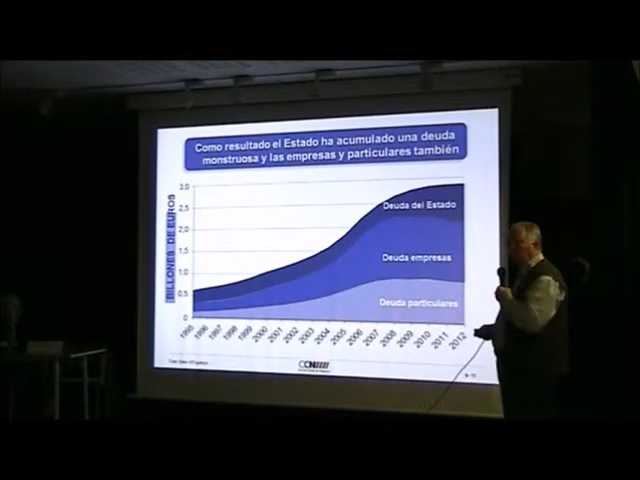 Como resultado el Estado ha acumulado una deuda
monstruosa y las empresas y particulares también
BILLONES DE EUROS
3,0
2,5
2,0
1,5
1,0
0,5
0
Deuda del Estado
Deuda empresas
Deuda particulares
1995 1996 1997 1998 1999 2000 2001 2002 2003 2004 2005 2006 2007 2008 2009 2010 2011 2012
CCN